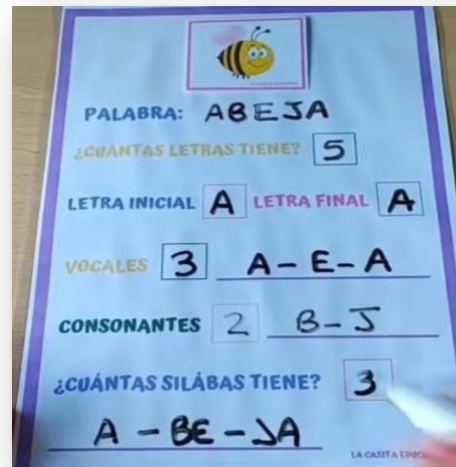 PALABRA: ABEJA
¿CUÁNTAS LETRAS TIENE? 5
LETRA INICIAL A LETRA FINAL A
VOCALES 3 A-E-A
CONSONANTES 2 B-J
¿CUÁNTAS SILÁBAS TIENE? 3
A-BE-JA
LA CASITA